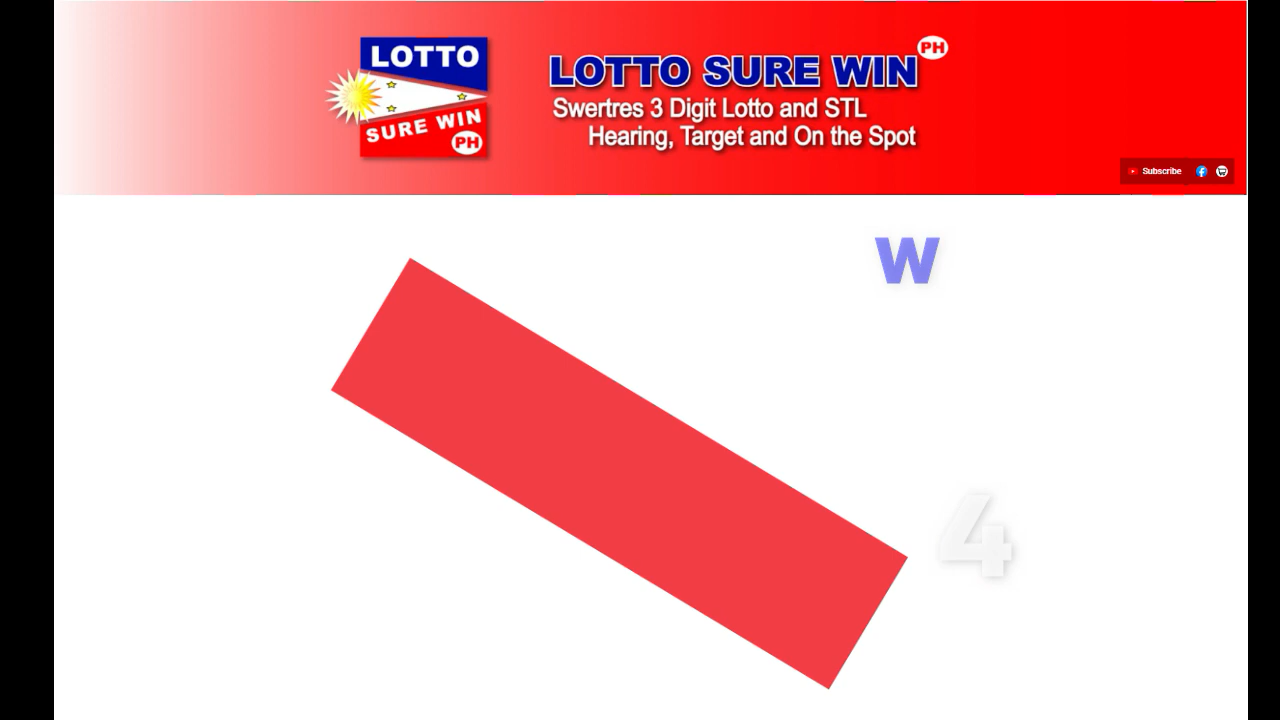 LOTTO
SURE WIN
PH
LOTTO SURE WIN PH
Swertres 3 Digit Lotto and STL
Hearing, Target and On the Spot
Subscribe
W
4